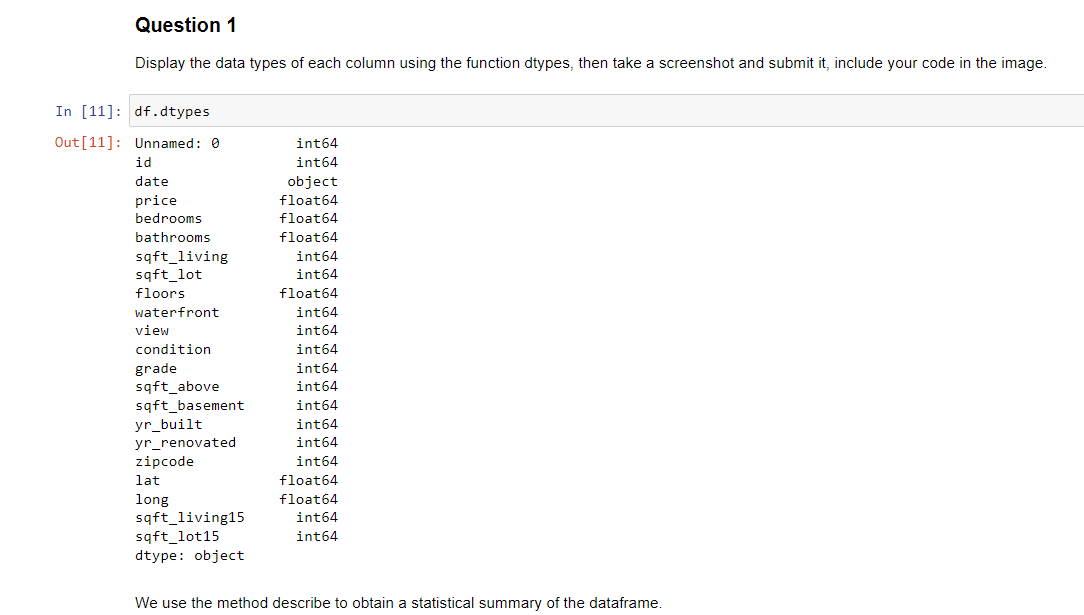 Question 1
Display the data types of each column using the function dtypes, then take a screenshot and submit it, include your code in the image.
In [11]: df.dtypes
Out[11]: Unnamed: 0 int64
id int64
date object
price float64
bedrooms float64
bathrooms float64
sqft_living int64
sqft_lot int64
floors float64
waterfront int64
view int64
condition int64
grade int64
sqft_above int64
sqft_basement int64
yr_built int64
yr_renovated int64
zipcode int64
lat float64
long float64
sqft_living15 int64
sqft_lot15 int64
dtype: object
We use the method describe to obtain a statistical summary of the dataframe.